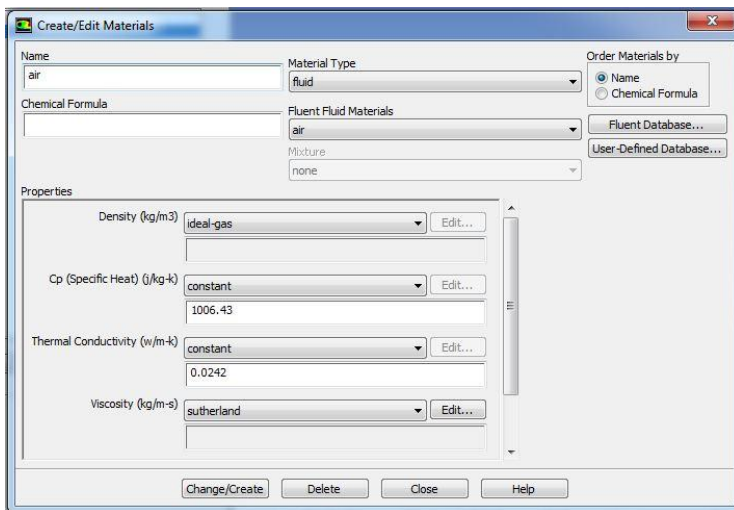 Create/Edit Materials
Name
air
Chemical Formula
Material Type
fluid
Fluent Fluid Materials
air
Mixture
none
Order Materials by
Name
Chemical Formula
Fluent Database...
User-Defined Database...
Properties
Density (kg/m3) ideal-gas Edit...
Cp (Specific Heat) (j/kg-k) constant Edit...
1006.43
Thermal Conductivity (w/m-k) constant Edit...
0.0242
Viscosity (kg/m-s) sutherland Edit...
Change/Create Delete Close Help